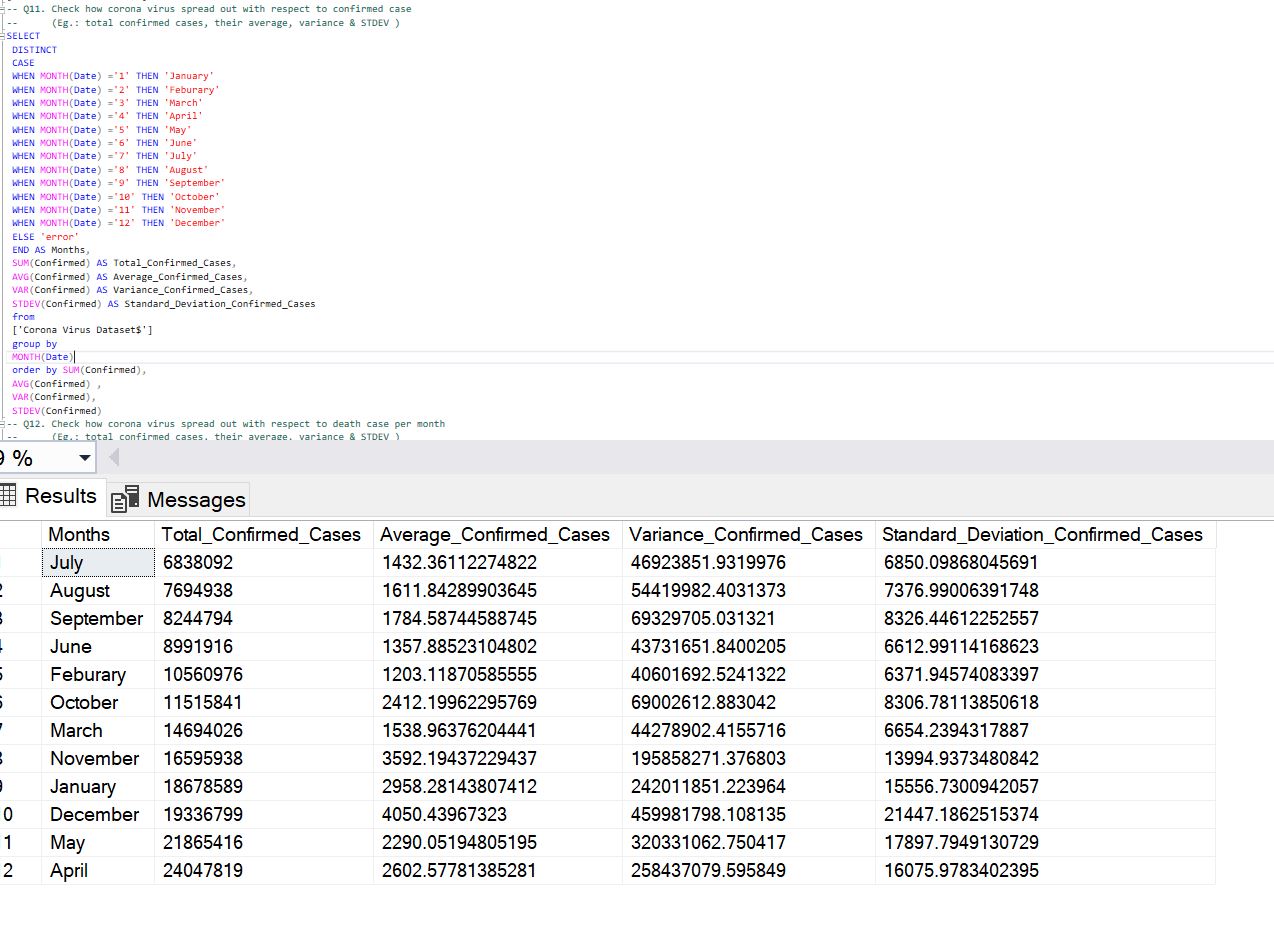 -- Q11. Check how corona virus spread out with respect to confirmed case
-- (Eg.: total confirmed cases, their average, variance & STDEV )
SELECT
DISTINCT
CASE
WHEN MONTH(Date) ='1' THEN 'January'
WHEN MONTH(Date) ='2' THEN 'Feburary'
WHEN MONTH(Date) ='3' THEN 'March'
WHEN MONTH(Date) ='4' THEN 'April'
WHEN MONTH(Date) ='5' THEN 'May'
WHEN MONTH(Date) ='6' THEN 'June'
WHEN MONTH(Date) ='7' THEN 'July'
WHEN MONTH(Date) ='8' THEN 'August'
WHEN MONTH(Date) ='9' THEN 'September'
WHEN MONTH(Date) ='10' THEN 'October'
WHEN MONTH(Date) ='11' THEN 'November'
WHEN MONTH(Date) ='12' THEN 'December'
ELSE 'error'
END AS Months,
SUM(Confirmed) AS Total_Confirmed_Cases,
AVG(Confirmed) AS Average_Confirmed_Cases,
VAR(Confirmed) AS Variance_Confirmed_Cases,
STDEV(Confirmed) AS Standard_Deviation_Confirmed_Cases
from
['Corona Virus Dataset$']
group by
MONTH(Date)
order by SUM(Confirmed),
AVG(Confirmed) ,
VAR(Confirmed),
STDEV(Confirmed)
-- Q12. Check how corona virus spread out with respect to death case per month
-- (Eg.: total confirmed cases, their average, variance & STDEV )
9 %
Results Messages
Months Total_Confirmed_Cases Average_Confirmed_Cases Variance_Confirmed_Cases Standard_Deviation_Confirmed_Cases
July 6838092 1432.36112274822 46923851.9319976 6850.09868045691
2 August 7694938 1611.84289903645 54419982.4031373 7376.99006391748
3 September 8244794 1784.58744588745 69329705.031321 8326.44612252557
4 June 8991916 1357.88523104802 43731651.8400205 6612.99114168623
5 Feburary 10560976 1203.11870585555 40601692.5241322 6371.94574083397
6 October 11515841 2412.19962295769 69002612.883042 8306.78113850618
7 March 14694026 1538.96376204441 44278902.4155716 6654.2394317887
8 November 16595938 3592.19437229437 195858271.376803 13994.9373480842
9 January 18678589 2958.28143807412 242011851.223964 15556.7300942057
0 December 19336799 4050.43967323 459981798.108135 21447.1862515374
1 May 21865416 2290.05194805195 320331062.750417 17897.7949130729
2 April 24047819 2602.57781385281 258437079.595849 16075.9783402395